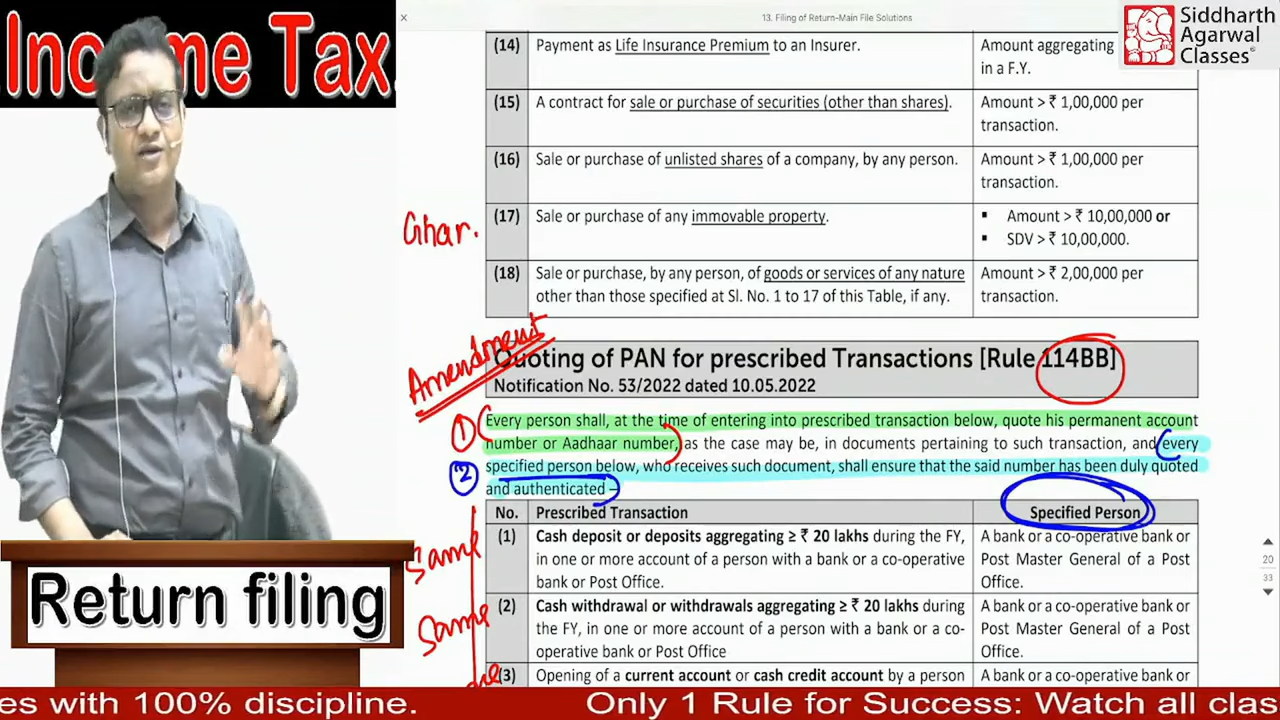 Income Tax.
13. Filing of Return-Main File Solutions
Siddharth
Agarwal
Classes
(14) Payment as Life Insurance Premium to an Insurer. Amount aggregating
in a F.Y.
(15) A contract for sale or purchase of securities (other than shares). Amount > ₹ 1,00,000 per
transaction.
(16) Sale or purchase of unlisted shares of a company, by any person. Amount > ₹ 1,00,000 per
transaction.
Ghar.
(17) Sale or purchase of any immovable property. ▪ Amount > ₹ 10,00,000 or
▪ SDV > ₹ 10,00,000.
(18) Sale or purchase, by any person, of goods or services of any nature Amount > ₹ 2,00,000 per
other than those specified at Sl. No. 1 to 17 of this Table, if any. transaction.
Amendment
Quoting of PAN for prescribed Transactions [Rule 114BB]
Notification No. 53/2022 dated 10.05.2022
① Every person shall, at the time of entering into prescribed transaction below, quote his permanent account
number or Aadhaar number, as the case may be, in documents pertaining to such transaction, and every
② specified person below, who receives such document, shall ensure that the said number has been duly quoted
and authenticated –
No. Prescribed Transaction Specified Person
(1) Cash deposit or deposits aggregating ≥ ₹ 20 lakhs during the FY, A bank or a co-operative bank or
Same in one or more account of a person with a bank or a co-operative Post Master General of a Post
bank or Post Office. Office.
(2) Cash withdrawal or withdrawals aggregating ≥ ₹ 20 lakhs during A bank or a co-operative bank or
Same the FY, in one or more account of a person with a bank or a co- Post Master General of a Post
operative bank or Post Office Office.
(3) Opening of a current account or cash credit account by a person A bank or a co-operative bank or
20
33
Return filing
es with 100% discipline. Only 1 Rule for Success: Watch all clas